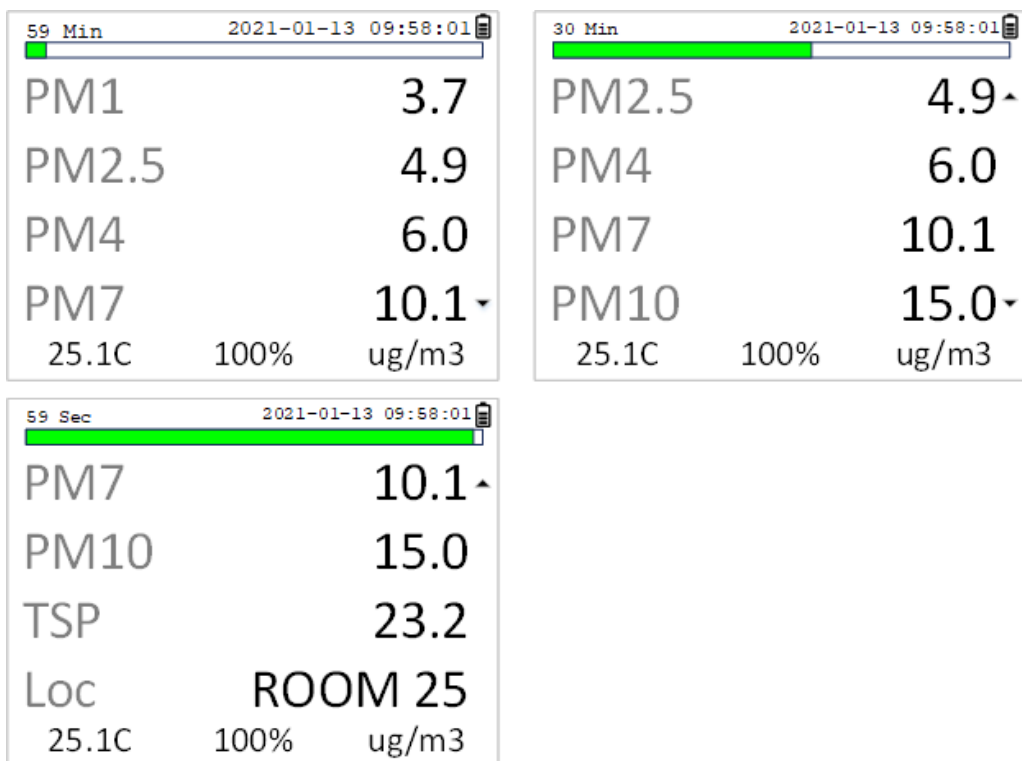 59 Min 2021-01-13 09:58:01
PM1 3.7
PM2.5 4.9
PM4 6.0
PM7 10.1
25.1C 100% ug/m3
30 Min 2021-01-13 09:58:01
PM2.5 4.9
PM4 6.0
PM7 10.1
PM10 15.0
25.1C 100% ug/m3
59 Sec 2021-01-13 09:58:01
PM7 10.1
PM10 15.0
TSP 23.2
Loc ROOM 25
25.1C 100% ug/m3